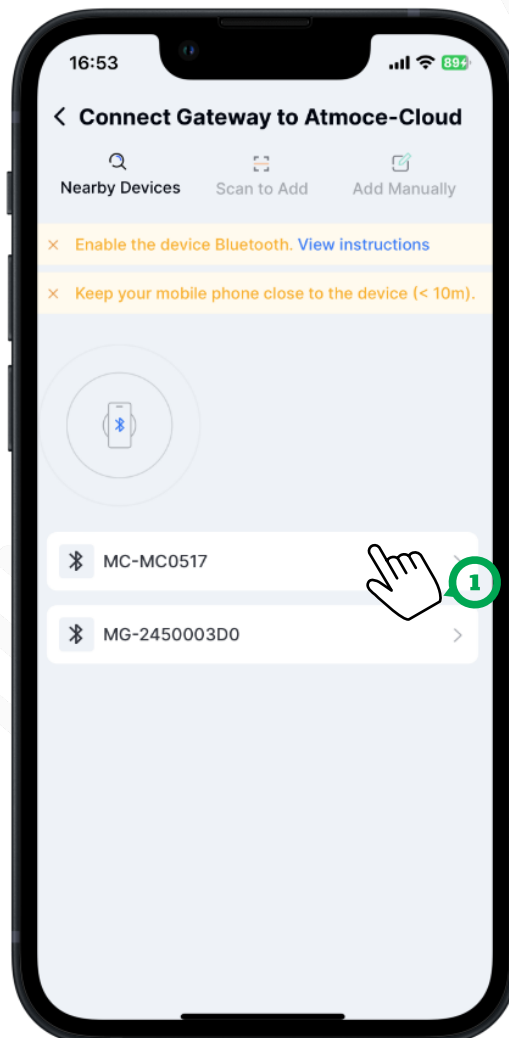 16:53
89
Connect Gateway to Atmoce-Cloud
Nearby Devices
Scan to Add
Add Manually
× Enable the device Bluetooth. View instructions
× Keep your mobile phone close to the device (< 10m).
MC-MC0517
1
MG-2450003D0